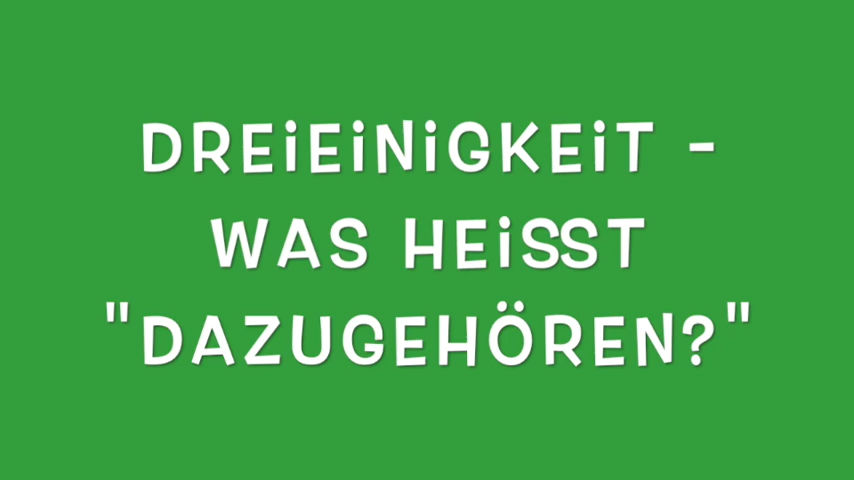 DREiEiNiGKEiT -
WAS HEiSST
"DAZUGEHÖREN?"